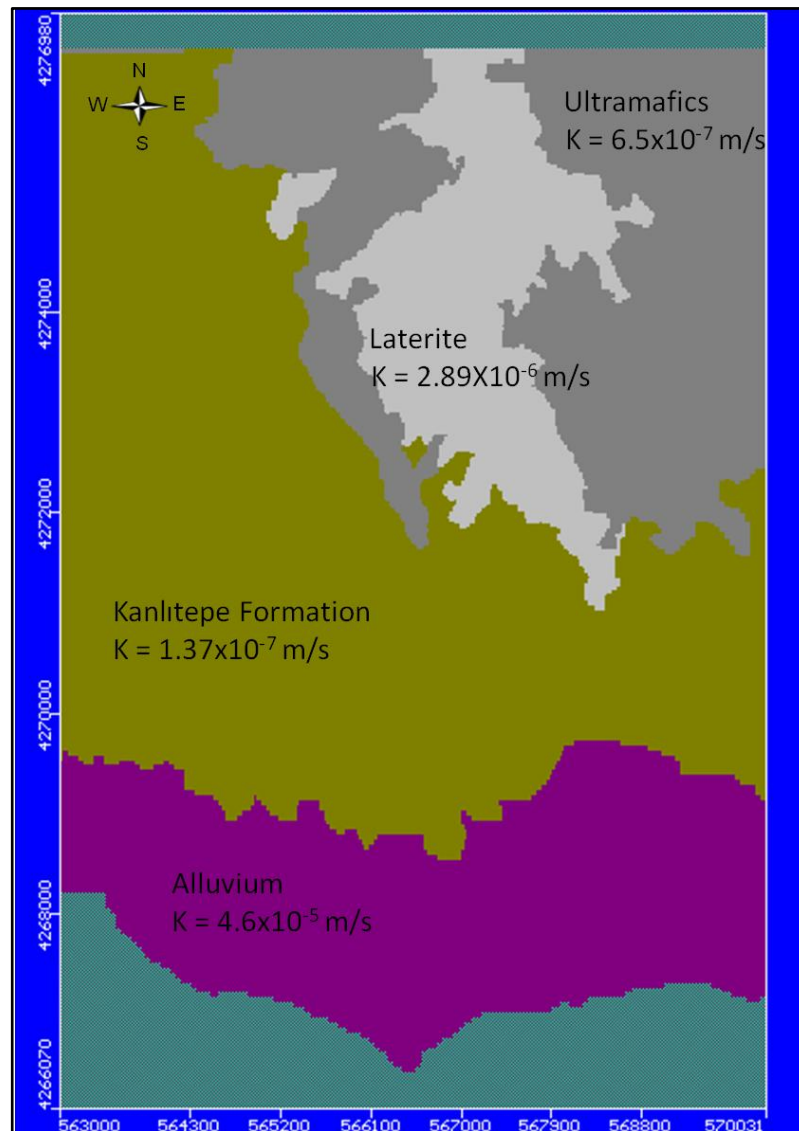 4276980
N
W E
S
Ultramafics
K = 6.5x10⁻⁷ m/s
4274000
Laterite
K = 2.89X10⁻⁶ m/s
4272000
Kanlıtepe Formation
K = 1.37x10⁻⁷ m/s
4270000
Alluvium
K = 4.6x10⁻⁵ m/s
4268000
4266070
563000 564300 565200 566100 567000 567900 568800 570031